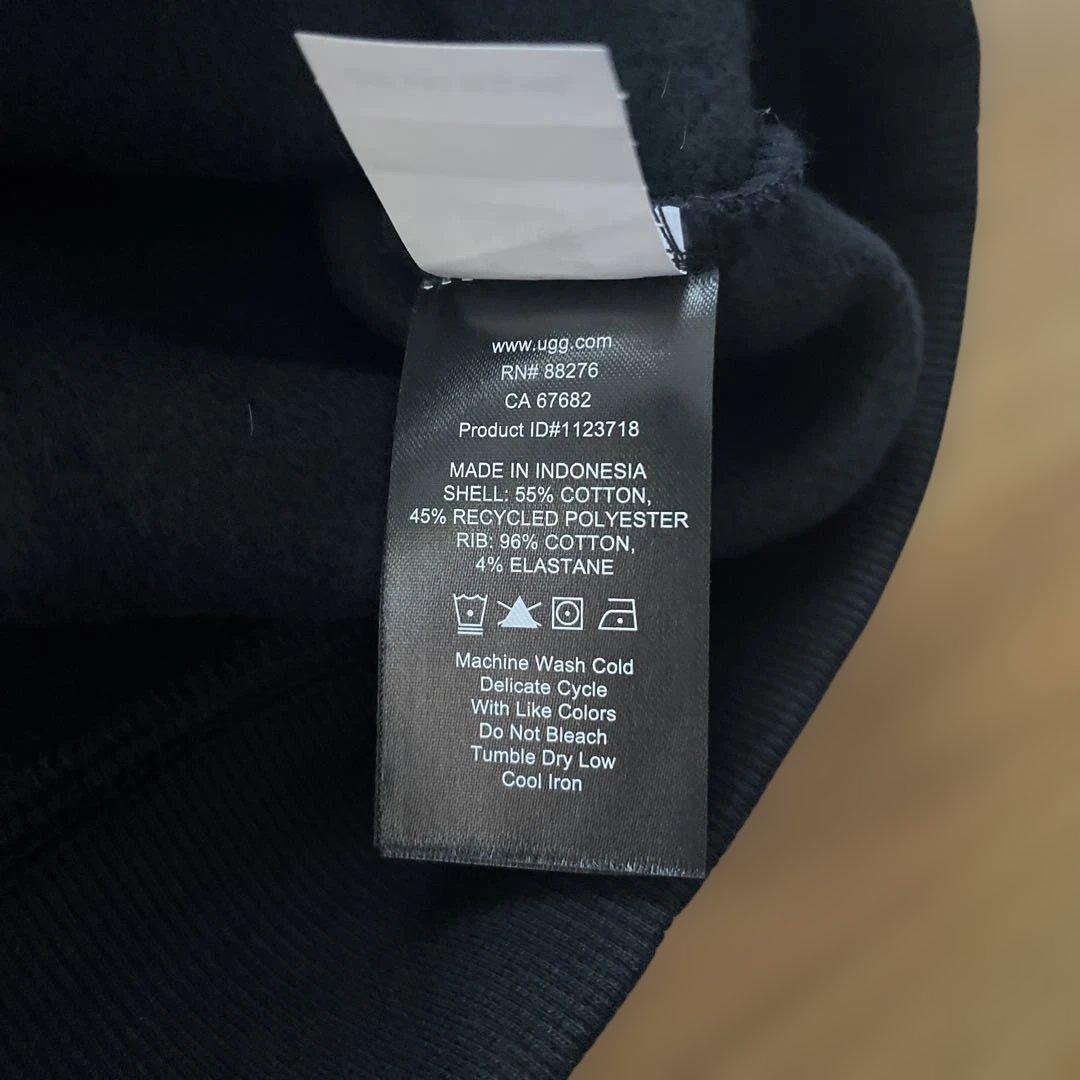 www.ugg.com
RN# 88276
CA 67682
Product ID#1123718
MADE IN INDONESIA
SHELL: 55% COTTON,
45% RECYCLED POLYESTER
RIB: 96% COTTON,
4% ELASTANE
Machine Wash Cold
Delicate Cycle
With Like Colors
Do Not Bleach
Tumble Dry Low
Cool Iron